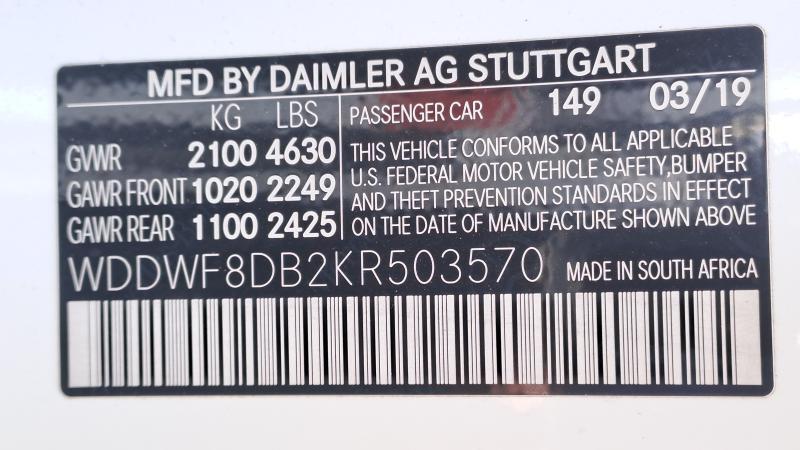 MFD BY DAIMLER AG STUTTGART
KG LBS
GVWR 2100 4630
GAWR FRONT 1020 2249
GAWR REAR 1100 2425
PASSENGER CAR 149 03/19
THIS VEHICLE CONFORMS TO ALL APPLICABLE
U.S. FEDERAL MOTOR VEHICLE SAFETY,BUMPER
AND THEFT PREVENTION STANDARDS IN EFFECT
ON THE DATE OF MANUFACTURE SHOWN ABOVE
WDDWF8DB2KR503570 MADE IN SOUTH AFRICA